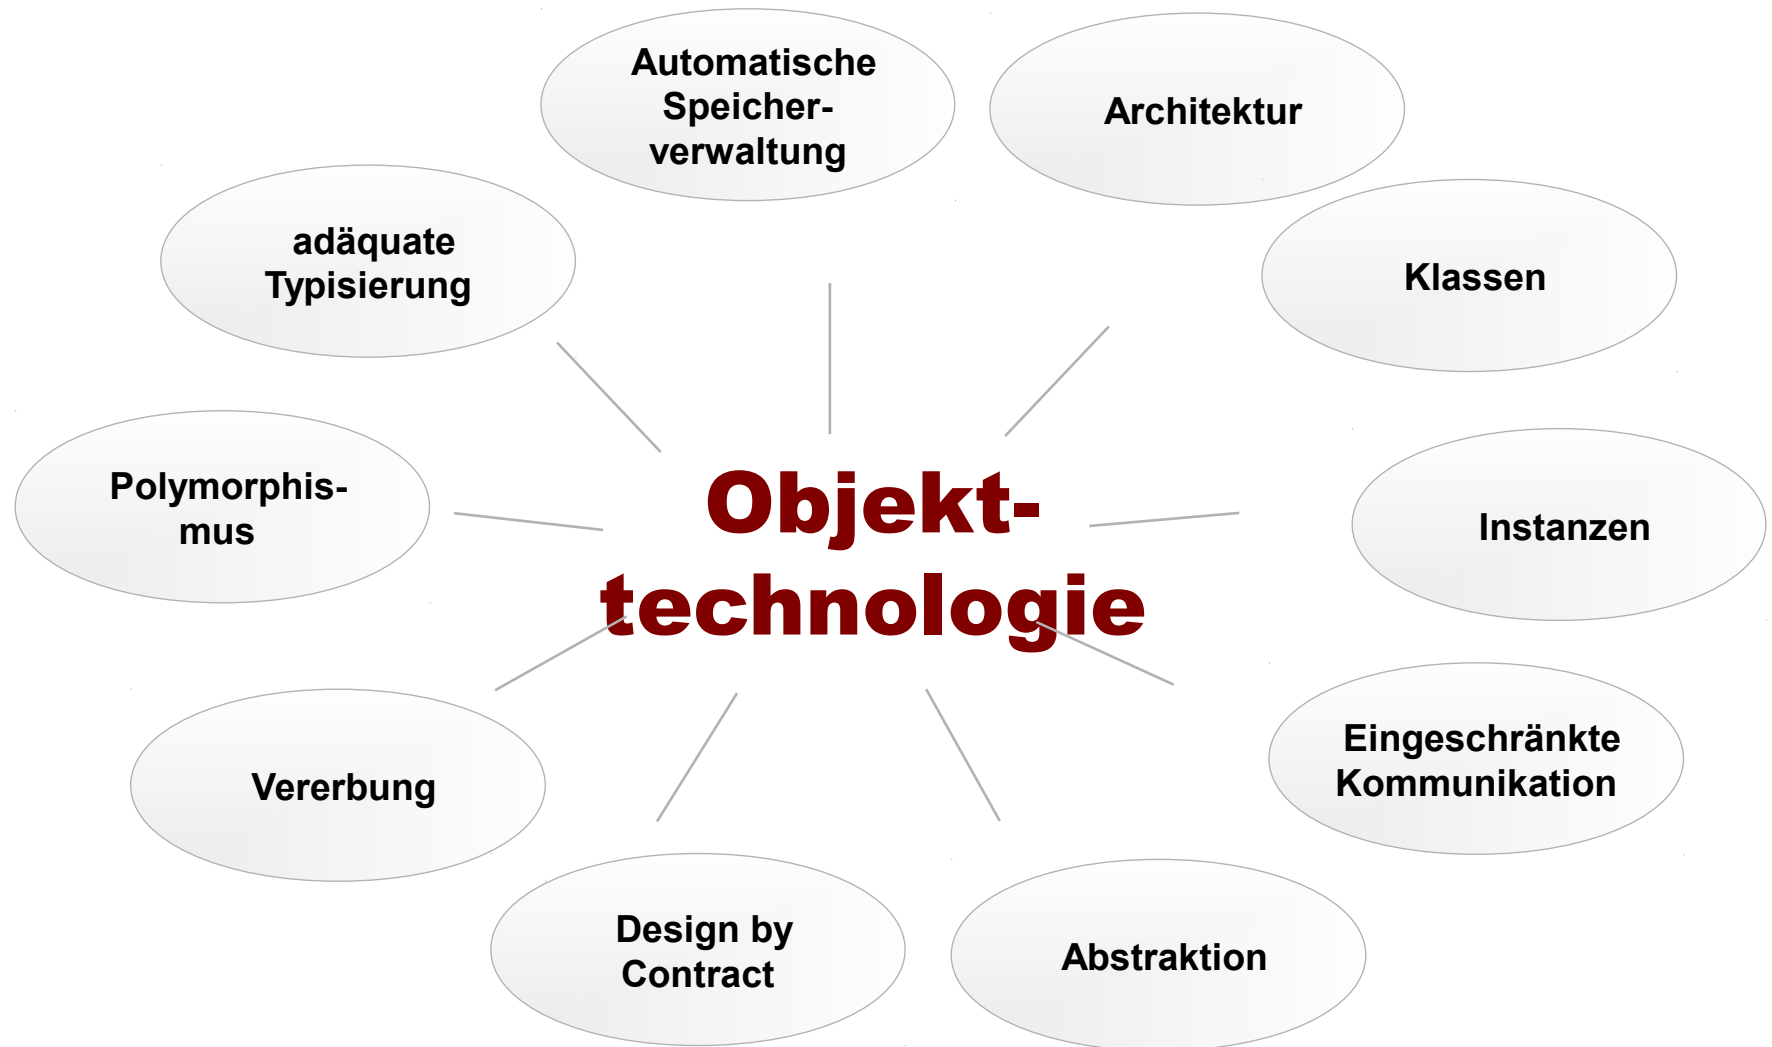 Automatische
Speicher-
verwaltung
Architektur
adäquate
Typisierung
Klassen
Polymorphis-
mus
Objekt-
technologie
Instanzen
Vererbung
Eingeschränkte
Kommunikation
Design by
Contract
Abstraktion